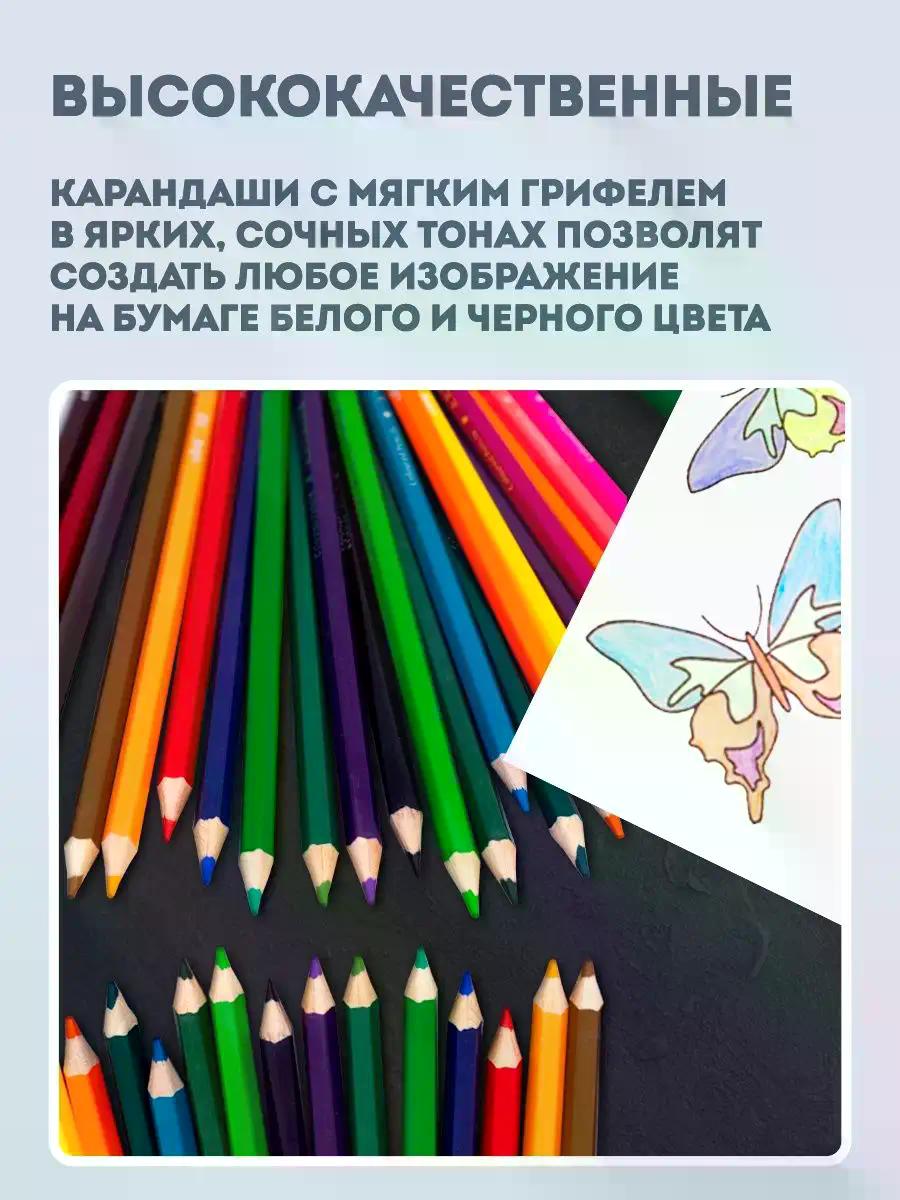 ВЫСОКОКАЧЕСТВЕННЫЕ
КАРАНДАШИ С МЯГКИМ ГРИФЕЛЕМ
В ЯРКИХ, СОЧНЫХ ТОНАХ ПОЗВОЛЯТ
СОЗДАТЬ ЛЮБОЕ ИЗОБРАЖЕНИЕ
НА БУМАГЕ БЕЛОГО И ЧЕРНОГО ЦВЕТА